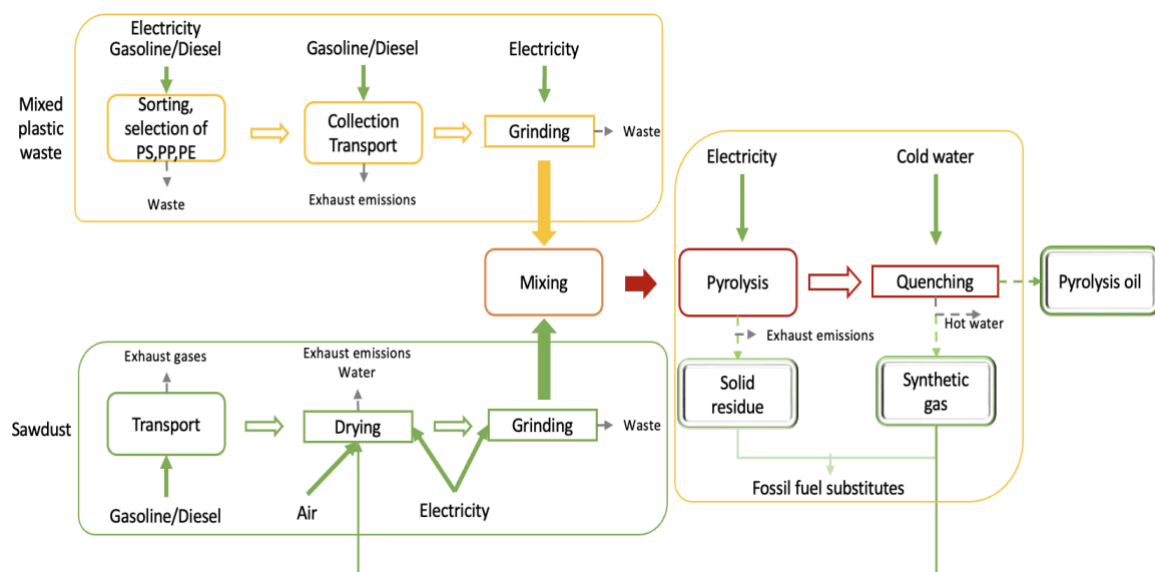 Electricity
Gasoline/Diesel
Gasoline/Diesel
Electricity
Mixed
plastic
waste
Sorting,
selection of
PS,PP,PE
Collection
Transport
Grinding
Waste
Waste
Exhaust emissions
Electricity
Cold water
Mixing
Pyrolysis
Quenching
Pyrolysis oil
Exhaust emissions
Hot water
Solid
residue
Synthetic
gas
Fossil fuel substitutes
Exhaust gases
Exhaust emissions
Water
Sawdust
Transport
Drying
Grinding
Waste
Gasoline/Diesel
Air
Electricity